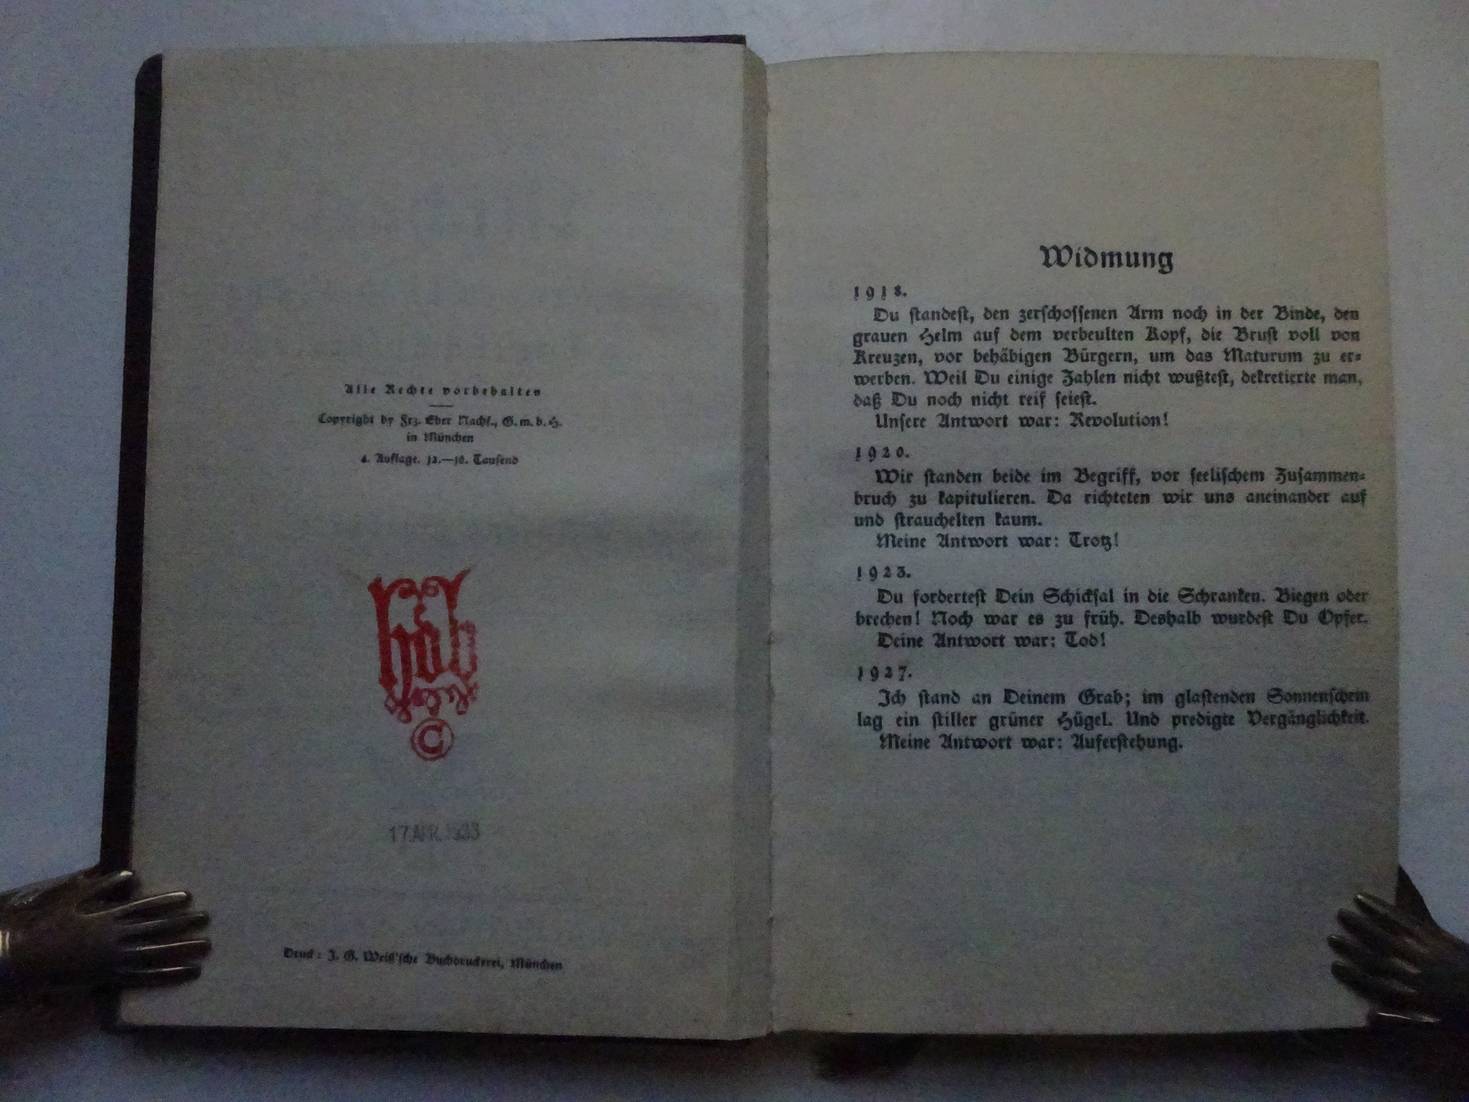 Alle Rechte vorbehalten
Copyright by Frz. Eher Nachf., G. m. b. H.
in München
4. Auflage. 12.—16. Tausend
hab
©
17. APR. 1933
Druck: J. G. Weiß'sche Buchdruckerei, München
Widmung
1918.
Du standest, den zerschossenen Arm noch in der Binde, den
grauen Helm auf dem verbeulten Kopf, die Brust voll von
Kreuzen, vor behäbigen Bürgern, um das Maturum zu er-
werben. Weil Du einige Zahlen nicht wußtest, dekretierte man,
daß Du noch nicht reif seiest.
Unsere Antwort war: Revolution!
1920.
Wir standen beide im Begriff, vor seelischem Zusammen-
bruch zu kapitulieren. Da richteten wir uns aneinander auf
und strauchelten kaum.
Meine Antwort war: Trotz!
1923.
Du fordertest Dein Schicksal in die Schranken. Biegen oder
brechen! Noch war es zu früh. Deshalb wurdest Du Opfer.
Deine Antwort war: Tod!
1927.
Ich stand an Deinem Grab; im glastenden Sonnenschein
lag ein stiller grüner Hügel. Und predigte Vergänglichkeit.
Meine Antwort war: Auferstehung.